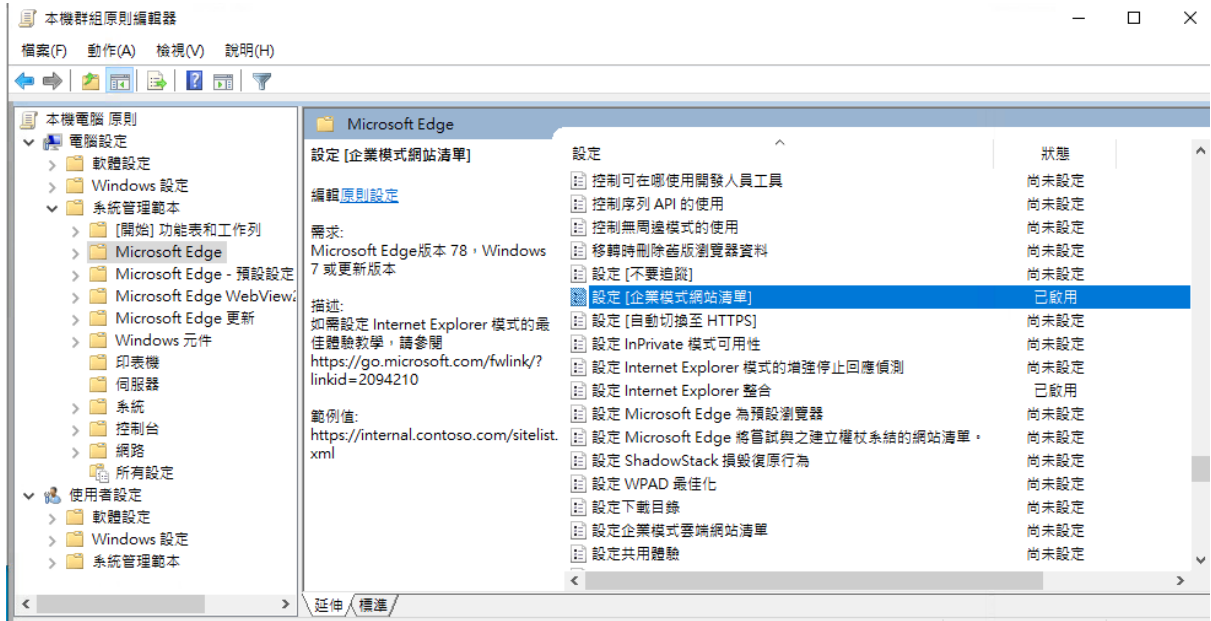 本機群組原則編輯器
檔案(F) 動作(A) 檢視(V) 說明(H)
本機電腦 原則
電腦設定
軟體設定
Windows 設定
系統管理範本
[開始] 功能表和工作列
Microsoft Edge
Microsoft Edge - 預設設定
Microsoft Edge WebView2
Microsoft Edge 更新
Windows 元件
印表機
伺服器
系統
控制台
網路
所有設定
使用者設定
軟體設定
Windows 設定
系統管理範本
Microsoft Edge
設定 [企業模式網站清單]
編輯原則設定
需求:
Microsoft Edge版本 78，Windows
7 或更新版本
描述:
如需設定 Internet Explorer 模式的最
佳體驗教學，請參閱
https://go.microsoft.com/fwlink/?
linkid=2094210
範例值:
https://internal.contoso.com/sitelist.
xml
設定 狀態
控制可在哪使用開發人員工具 尚未設定
控制序列 API 的使用 尚未設定
控制無周邊模式的使用 尚未設定
移轉時刪除舊版瀏覽器資料 尚未設定
設定 [不要追蹤] 尚未設定
設定 [企業模式網站清單] 已啟用
設定 [自動切換至 HTTPS] 尚未設定
設定 InPrivate 模式可用性 尚未設定
設定 Internet Explorer 模式的增強停止回應偵測 尚未設定
設定 Internet Explorer 整合 已啟用
設定 Microsoft Edge 為預設瀏覽器 尚未設定
設定 Microsoft Edge 將嘗試與之建立權杖系結的網站清單。 尚未設定
設定 ShadowStack 損毀復原行為 尚未設定
設定 WPAD 最佳化 尚未設定
設定下載目錄 尚未設定
設定企業模式雲端網站清單 尚未設定
設定共用體驗 尚未設定
延伸 標準